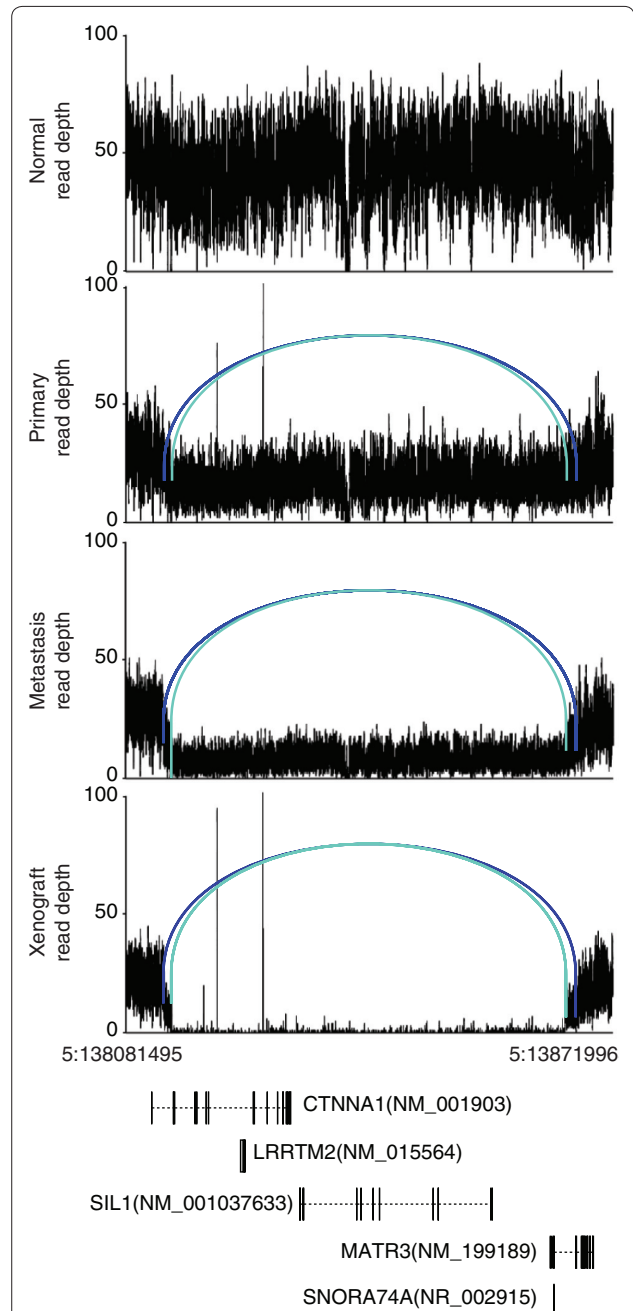 100
Normal
read depth
50
0
100
Primary
read depth
50
0
100
Metastasis
read depth
50
0
100
Xenograft
read depth
50
0
5:138081495 5:13871996
CTNNA1(NM_001903)
LRRTM2(NM_015564)
SIL1(NM_001037633)
MATR3(NM_199189)
SNORA74A(NR_002915)